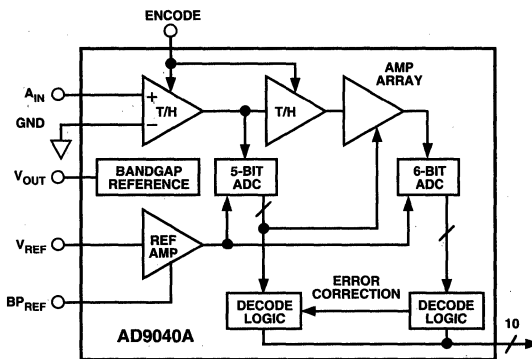 ENCODE
AMP
ARRAY
A_IN
+
T/H
T/H
GND
−
V_OUT
BANDGAP
REFERENCE
5-BIT
ADC
6-BIT
ADC
V_REF
REF
AMP
ERROR
CORRECTION
BP_REF
DECODE
LOGIC
DECODE
LOGIC
10
AD9040A